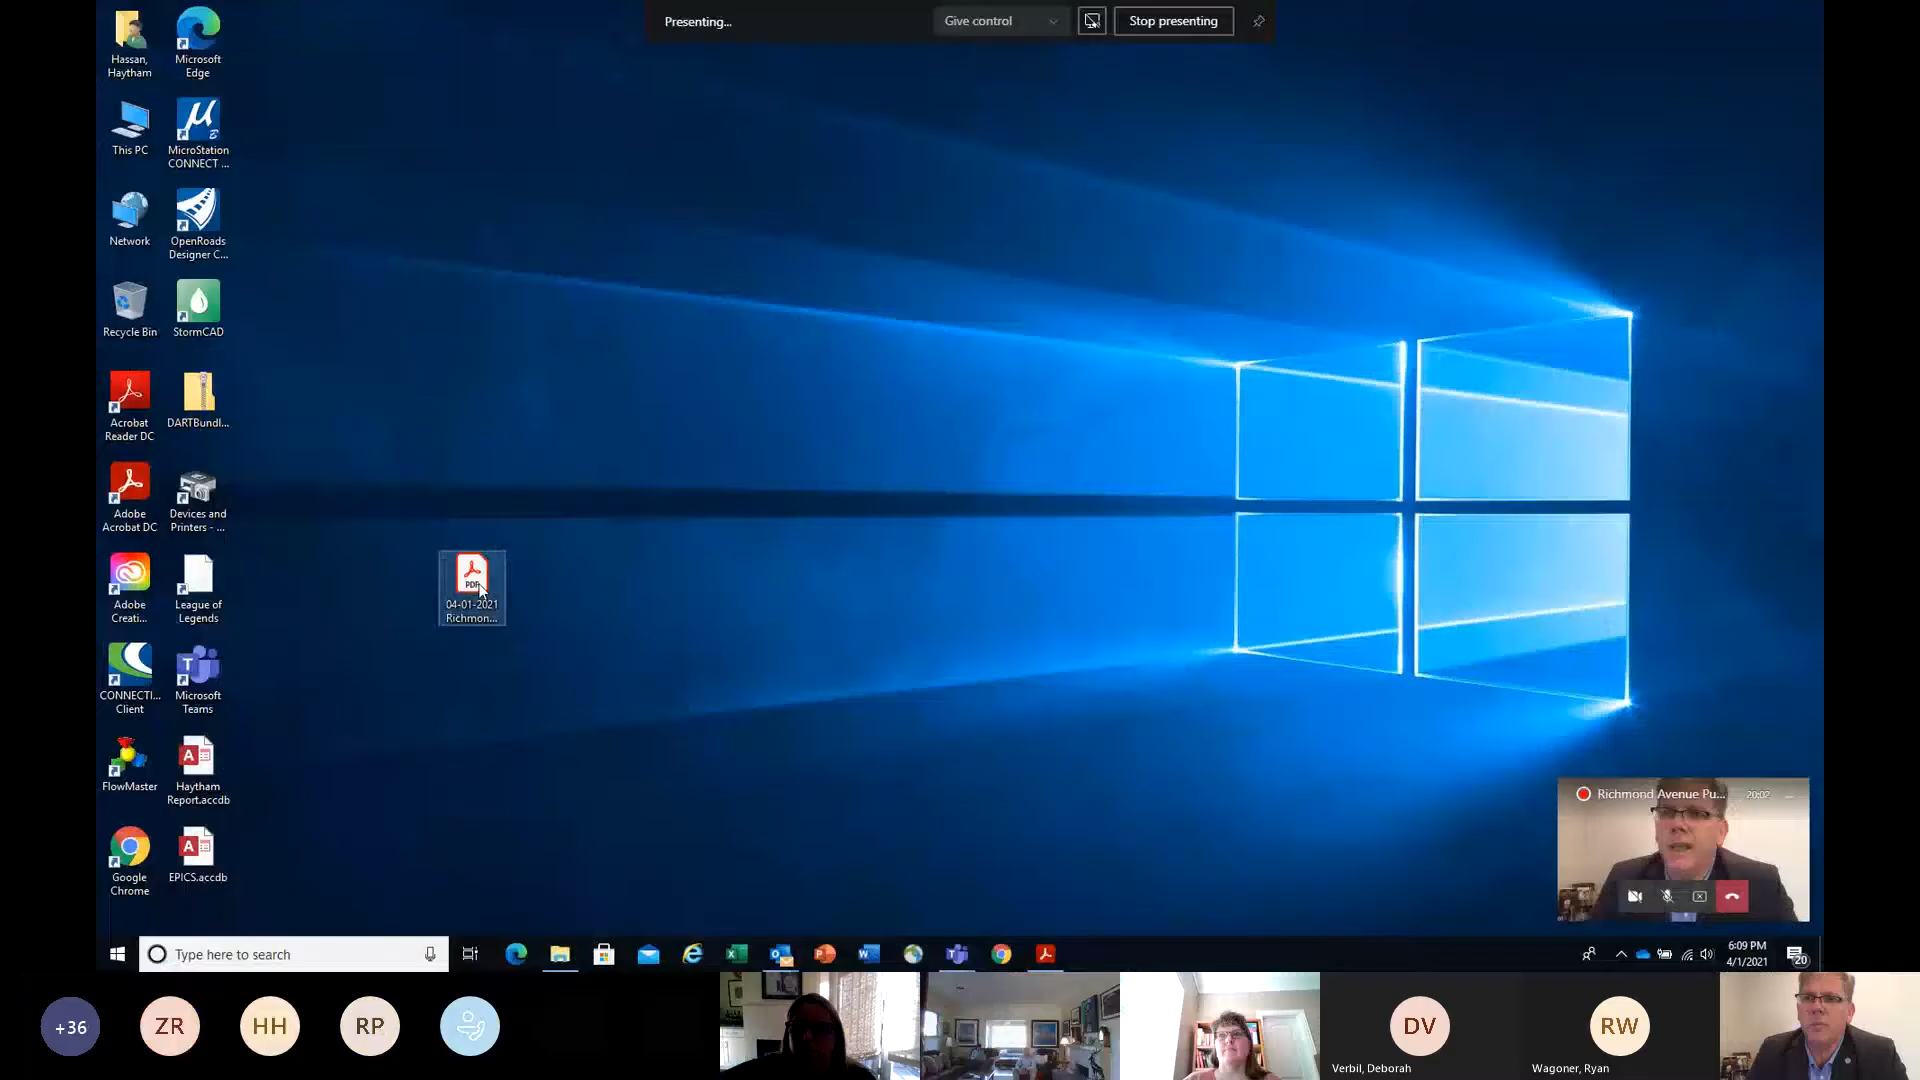 Presenting...
Give control
Stop presenting
Hassan,
Haytham
Microsoft
Edge
This PC
MicroStation
CONNECT ...
Network
OpenRoads
Designer C...
Recycle Bin
StormCAD
Acrobat
Reader DC
DARTBundl...
Adobe
Acrobat DC
Devices and
Printers - ...
Adobe
Creati...
League of
Legends
PDF
04-01-2021
Richmon...
CONNECTI...
Client
Microsoft
Teams
FlowMaster
Haytham
Report.accdb
Google
Chrome
EPICS.accdb
Richmond Avenue Pu...
20:02
Type here to search
6:09 PM
4/1/2021
20
+36
ZR
HH
RP
DV
Verbil, Deborah
RW
Wagoner, Ryan